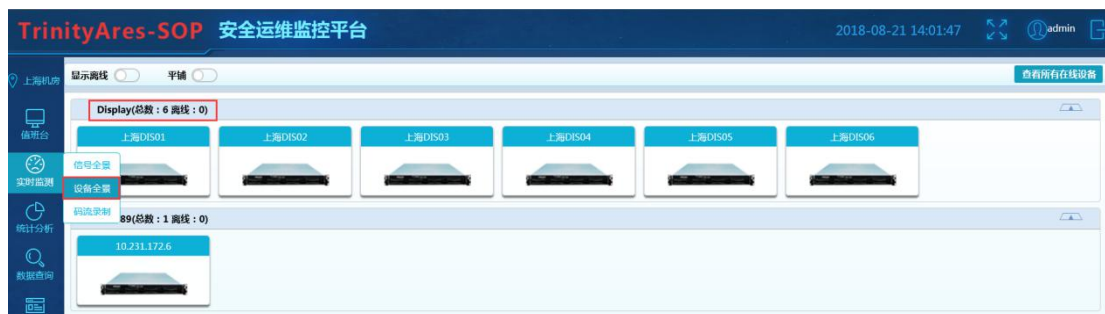 TrinityAres-SOP 安全运维监控平台
2018-08-21 14:01:47
admin
上海机房
显示离线
平铺
查看所有在线设备
值班台
实时监测
统计分析
数据查询
信号全景
设备全景
码流录制
Display(总数：6 离线：0)
上海DIS01
上海DIS02
上海DIS03
上海DIS04
上海DIS05
上海DIS06
89(总数：1 离线：0)
10.231.172.6